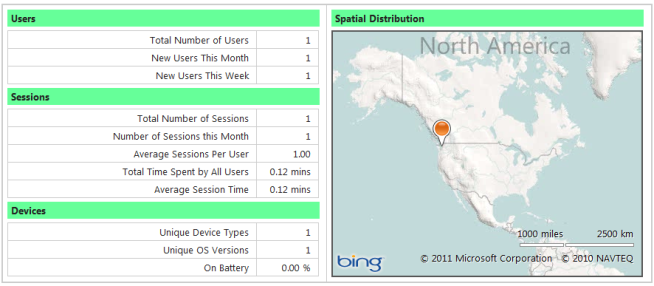 Users
Total Number of Users 1
New Users This Month 1
New Users This Week 1
Sessions
Total Number of Sessions 1
Number of Sessions this Month 1
Average Sessions Per User 1.00
Total Time Spent by All Users 0.12 mins
Average Session Time 0.12 mins
Devices
Unique Device Types 1
Unique OS Versions 1
On Battery 0.00 %
Spatial Distribution
North America
1000 miles 2500 km
bing © 2011 Microsoft Corporation © 2010 NAVTEQ